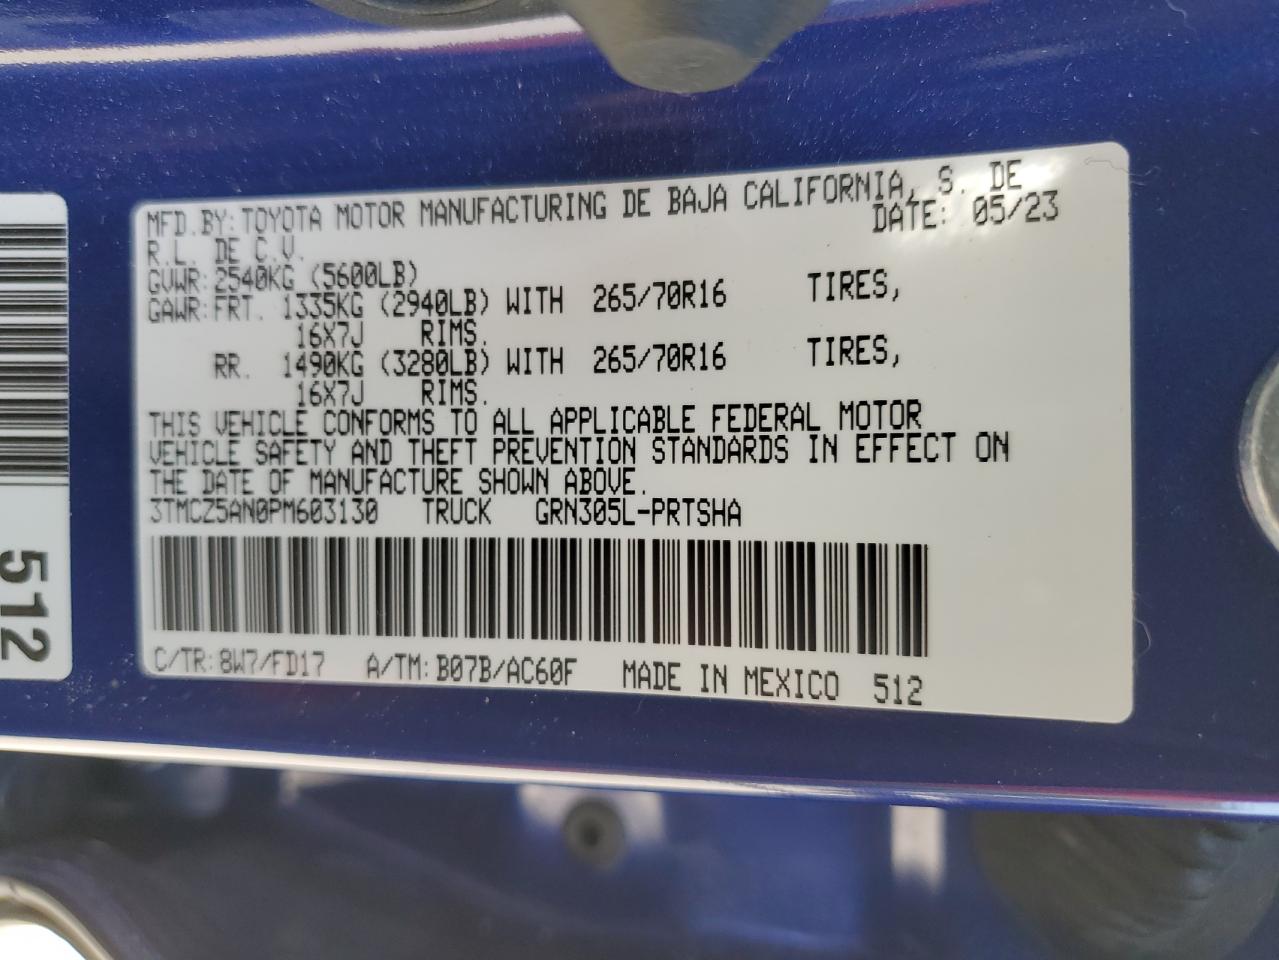 MFD.BY:TOYOTA MOTOR MANUFACTURING DE BAJA CALIFORNIA, S. DE
R.L. DE C.V. DATE: 05/23
GVWR:2540KG (5600LB)
GAWR:FRT. 1335KG (2940LB) WITH 265/70R16 TIRES,
16X7J RIMS.
RR. 1490KG (3280LB) WITH 265/70R16 TIRES,
16X7J RIMS.
THIS VEHICLE CONFORMS TO ALL APPLICABLE FEDERAL MOTOR
VEHICLE SAFETY AND THEFT PREVENTION STANDARDS IN EFFECT ON
THE DATE OF MANUFACTURE SHOWN ABOVE.
3TMCZ5AN0PM603130 TRUCK GRN305L-PRTSHA
C/TR:8W7/FD17 A/TM:B07B/AC60F MADE IN MEXICO 512
512